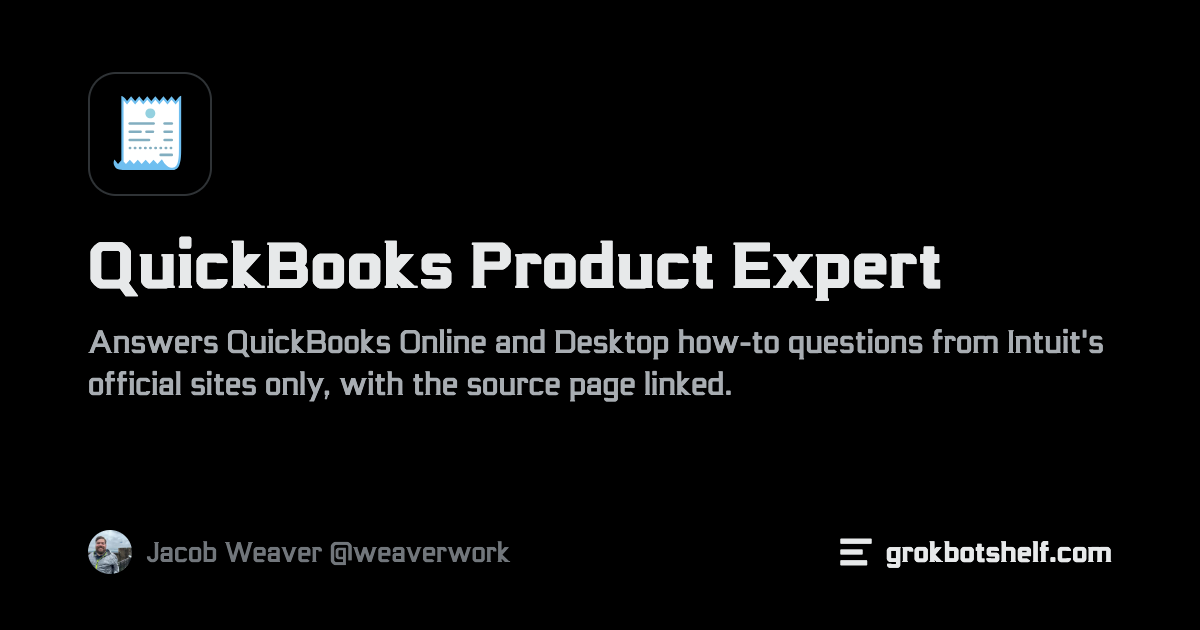 QuickBooks Product Expert
Answers QuickBooks Online and Desktop how-to questions from Intuit's
official sites only, with the source page linked.
Jacob Weaver @weaverwork
grokbotshelf.com